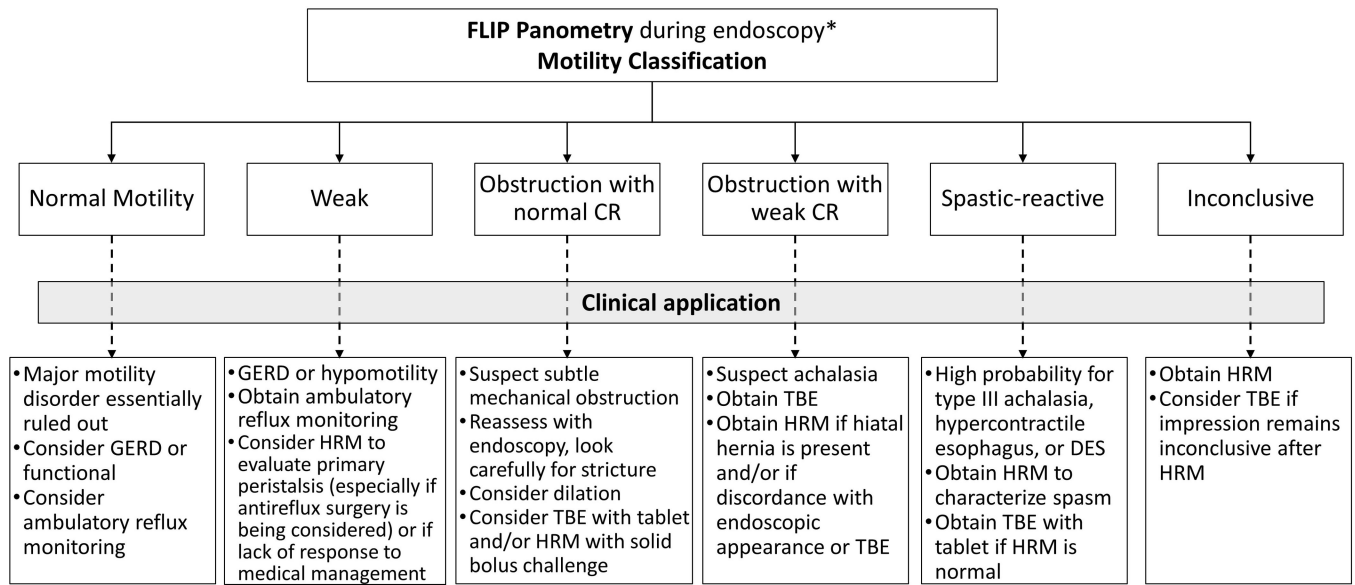 FLIP Panometry during endoscopy*
Motility Classification
Normal Motility
Weak
Obstruction with
normal CR
Obstruction with
weak CR
Spastic-reactive
Inconclusive
Clinical application
•Major motility
disorder essentially
ruled out
•Consider GERD or
functional
•Consider
ambulatory reflux
monitoring
•GERD or hypomotility
•Obtain ambulatory
reflux monitoring
•Consider HRM to
evaluate primary
peristalsis (especially if
antireflux surgery is
being considered) or if
lack of response to
medical management
•Suspect subtle
mechanical obstruction
•Reassess with
endoscopy, look
carefully for stricture
•Consider dilation
•Consider TBE with tablet
and/or HRM with solid
bolus challenge
•Suspect achalasia
•Obtain TBE
•Obtain HRM if hiatal
hernia is present
and/or if
discordance with
endoscopic
appearance or TBE
•High probability for
type III achalasia,
hypercontractile
esophagus, or DES
•Obtain HRM to
characterize spasm
•Obtain TBE with
tablet if HRM is
normal
•Obtain HRM
•Consider TBE if
impression remains
inconclusive after
HRM